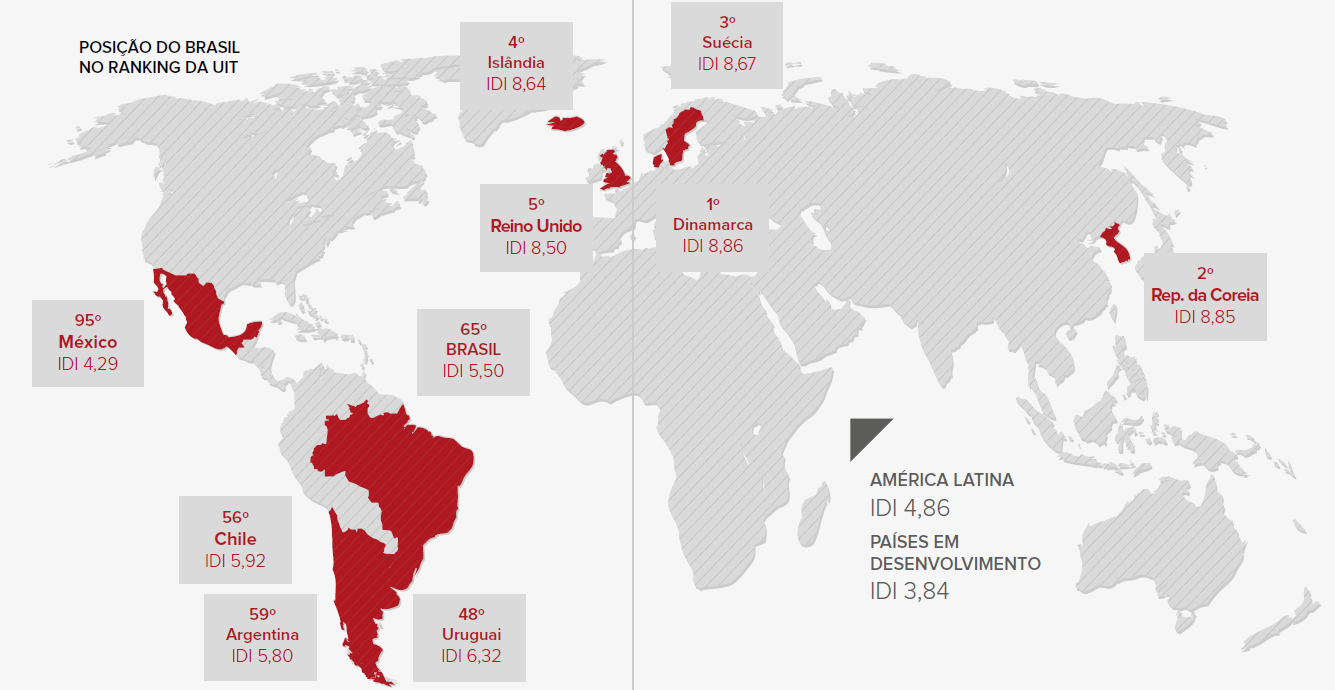 POSIÇÃO DO BRASIL
NO RANKING DA UIT
4º
Islândia
IDI 8,64
3º
Suécia
IDI 8,67
5º
Reino Unido
IDI 8,50
1º
Dinamarca
IDI 8,86
2º
Rep. da Coreia
IDI 8,85
95º
México
IDI 4,29
65º
BRASIL
IDI 5,50
56º
Chile
IDI 5,92
59º
Argentina
IDI 5,80
48º
Uruguai
IDI 6,32
AMÉRICA LATINA
IDI 4,86
PAÍSES EM
DESENVOLVIMENTO
IDI 3,84